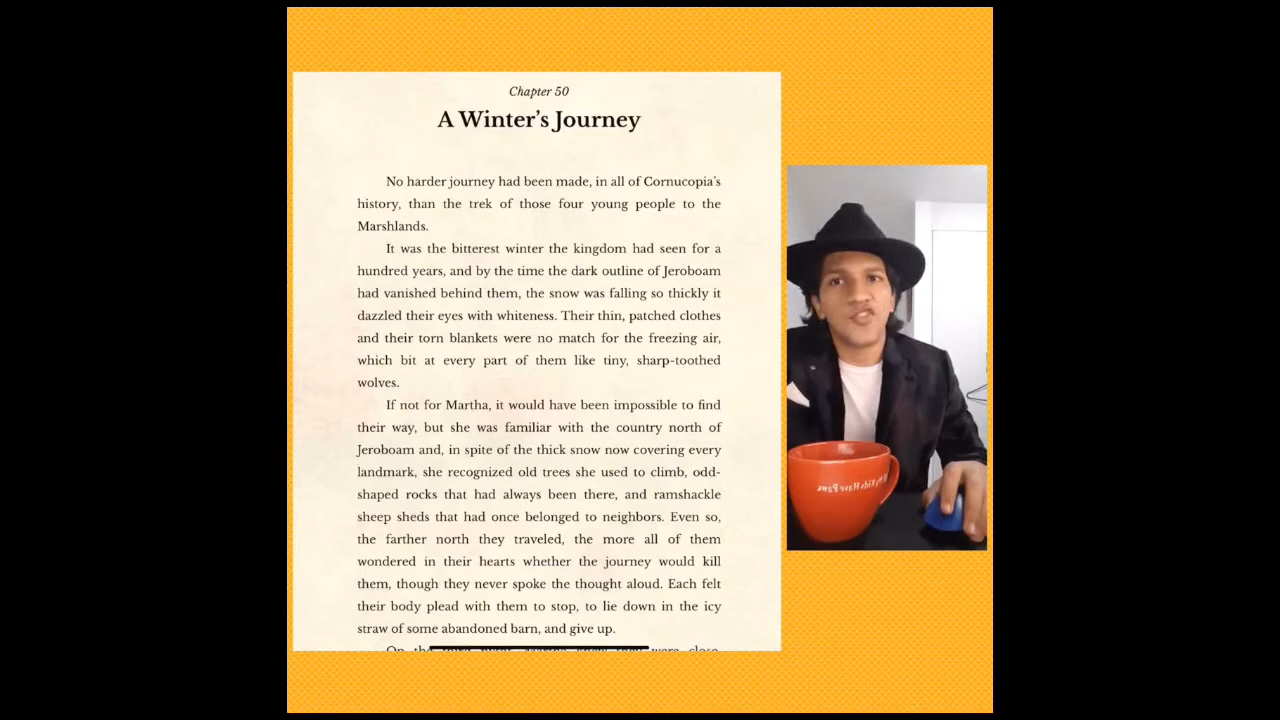 Chapter 50
A Winter's Journey
No harder journey had been made, in all of Cornucopia's
history, than the trek of those four young people to the
Marshlands.
It was the bitterest winter the kingdom had seen for a
hundred years, and by the time the dark outline of Jeroboam
had vanished behind them, the snow was falling so thickly it
dazzled their eyes with whiteness. Their thin, patched clothes
and their torn blankets were no match for the freezing air,
which bit at every part of them like tiny, sharp-toothed
wolves.
If not for Martha, it would have been impossible to find
their way, but she was familiar with the country north of
Jeroboam and, in spite of the thick snow now covering every
landmark, she recognized old trees she used to climb, odd-
shaped rocks that had always been there, and ramshackle
sheep sheds that had once belonged to neighbors. Even so,
the farther north they traveled, the more all of them
wondered in their hearts whether the journey would kill
them, though they never spoke the thought aloud. Each felt
their body plead with them to stop, to lie down in the icy
straw of some abandoned barn, and give up.
On the were close,
My Kids Have Paws